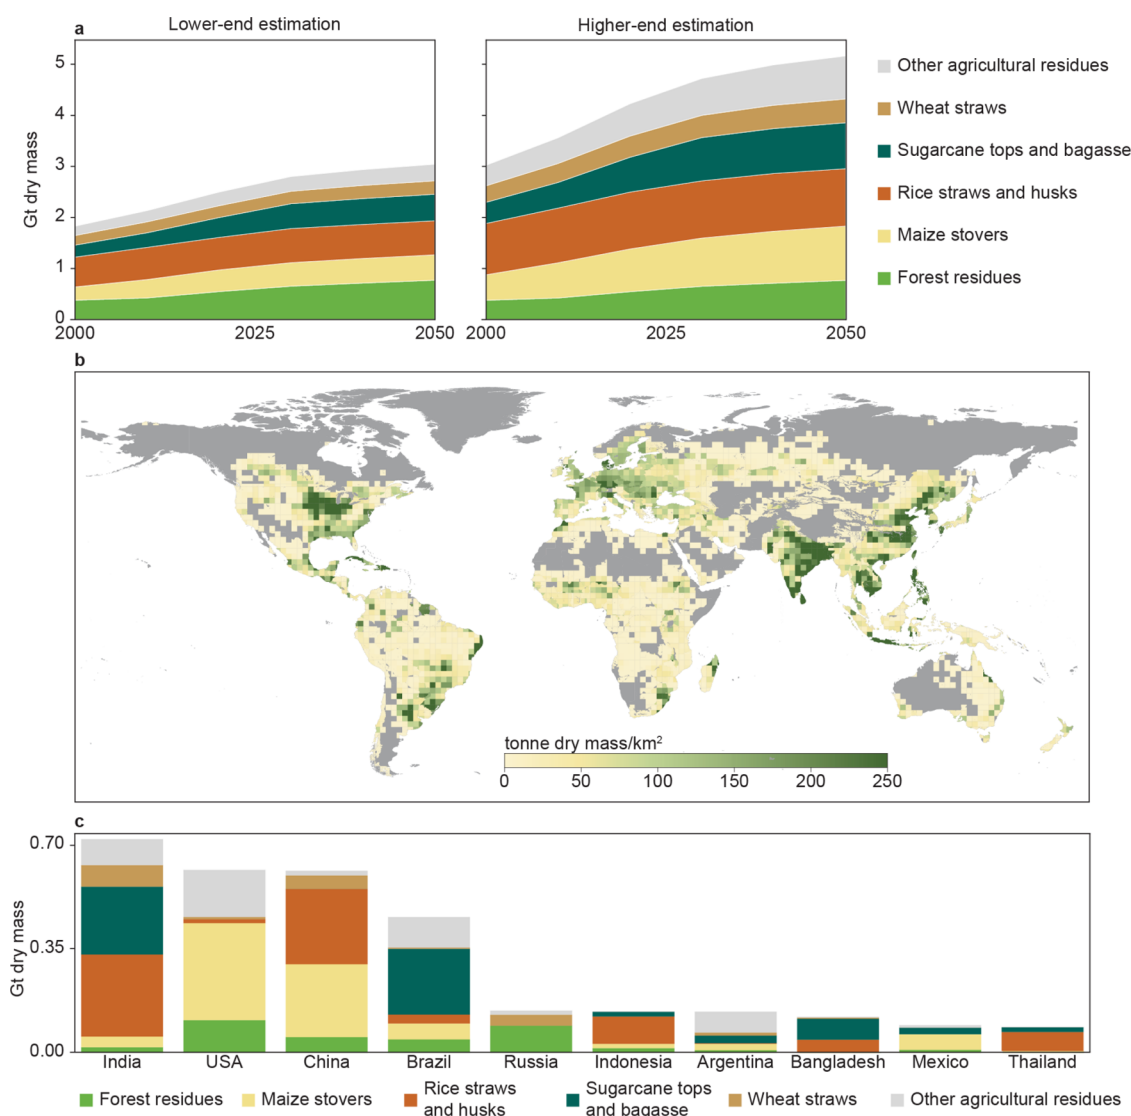 a
Lower-end estimation
Higher-end estimation
Gt dry mass
5
4
3
2
1
0
2000
2025
2050
2000
2025
2050
Other agricultural residues
Wheat straws
Sugarcane tops and bagasse
Rice straws and husks
Maize stovers
Forest residues
b
tonne dry mass/km²
0
50
100
150
200
250
c
Gt dry mass
0.70
0.35
0.00
India
USA
China
Brazil
Russia
Indonesia
Argentina
Bangladesh
Mexico
Thailand
Forest residues
Maize stovers
Rice straws
and husks
Sugarcane tops
and bagasse
Wheat straws
Other agricultural residues